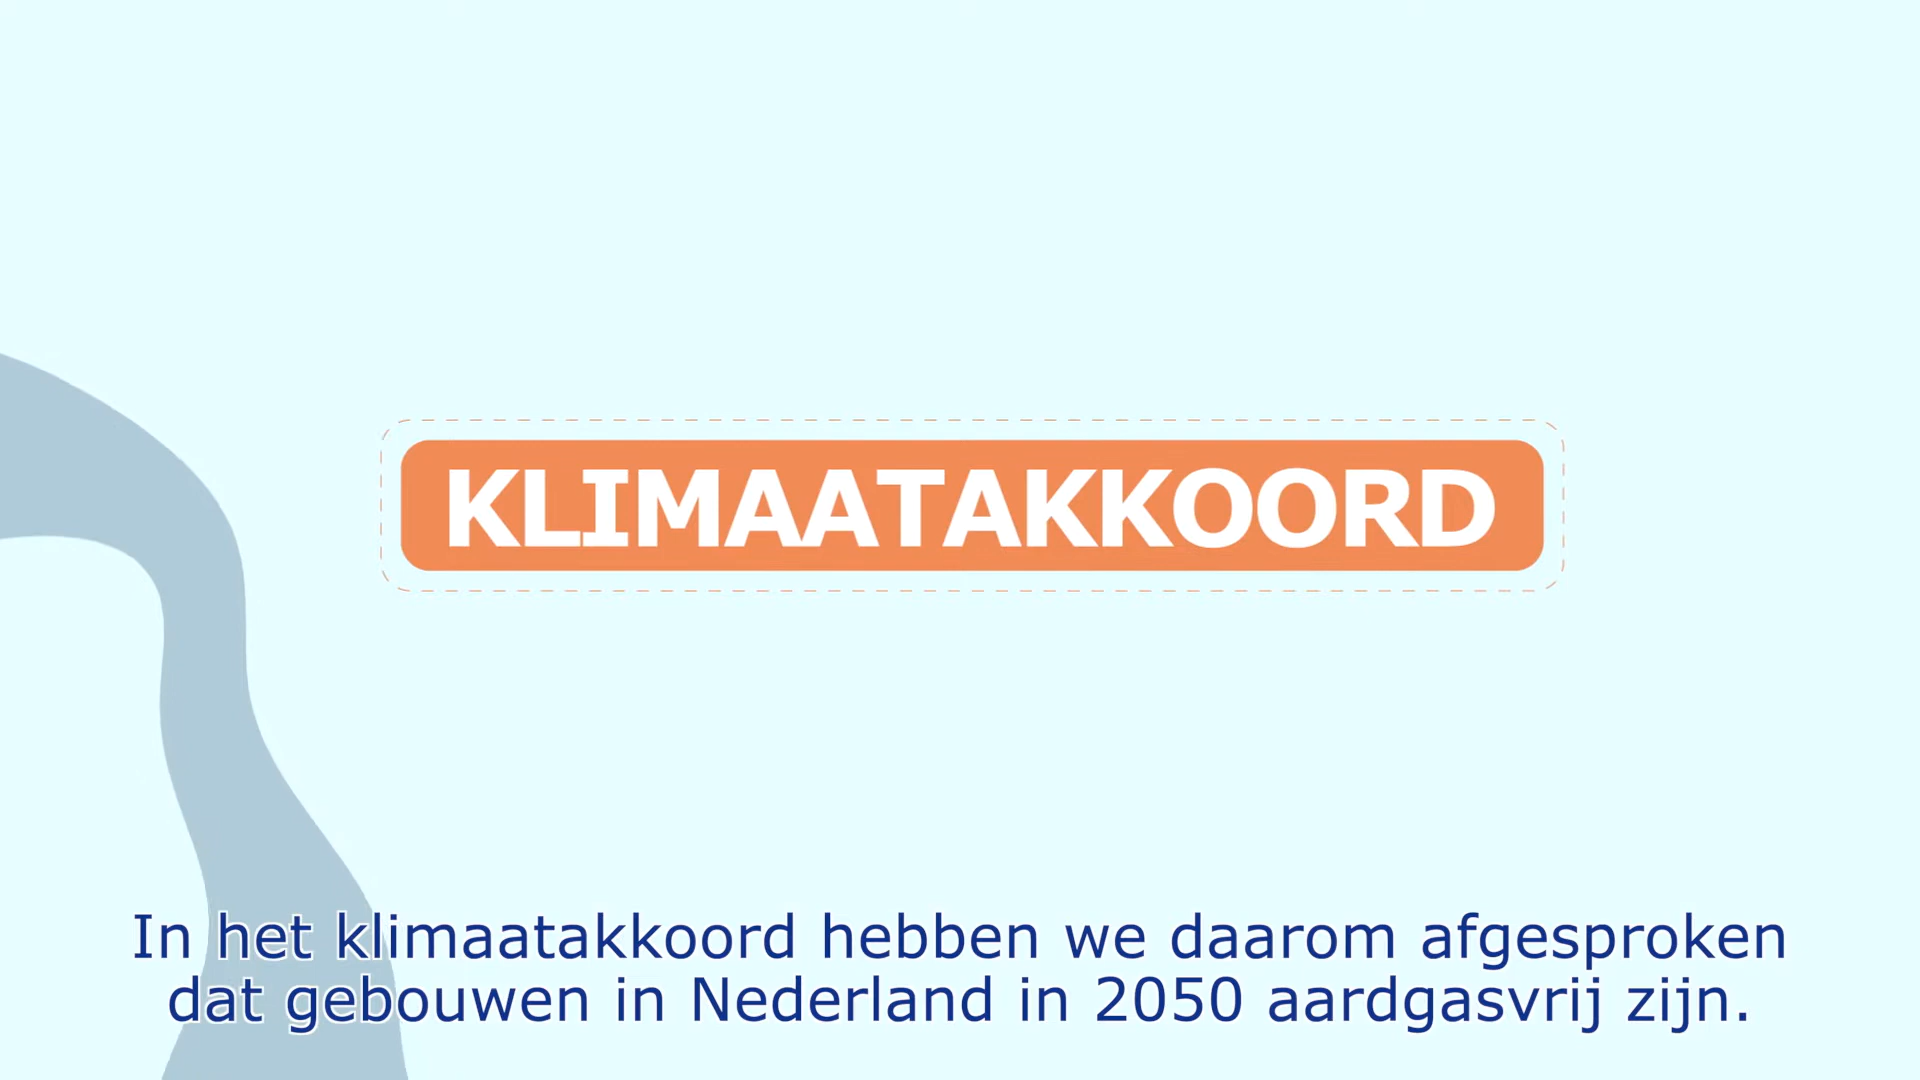 KLIMAATAKKOORD
In het klimaatakkoord hebben we daarom afgesproken
dat gebouwen in Nederland in 2050 aardgasvrij zijn.